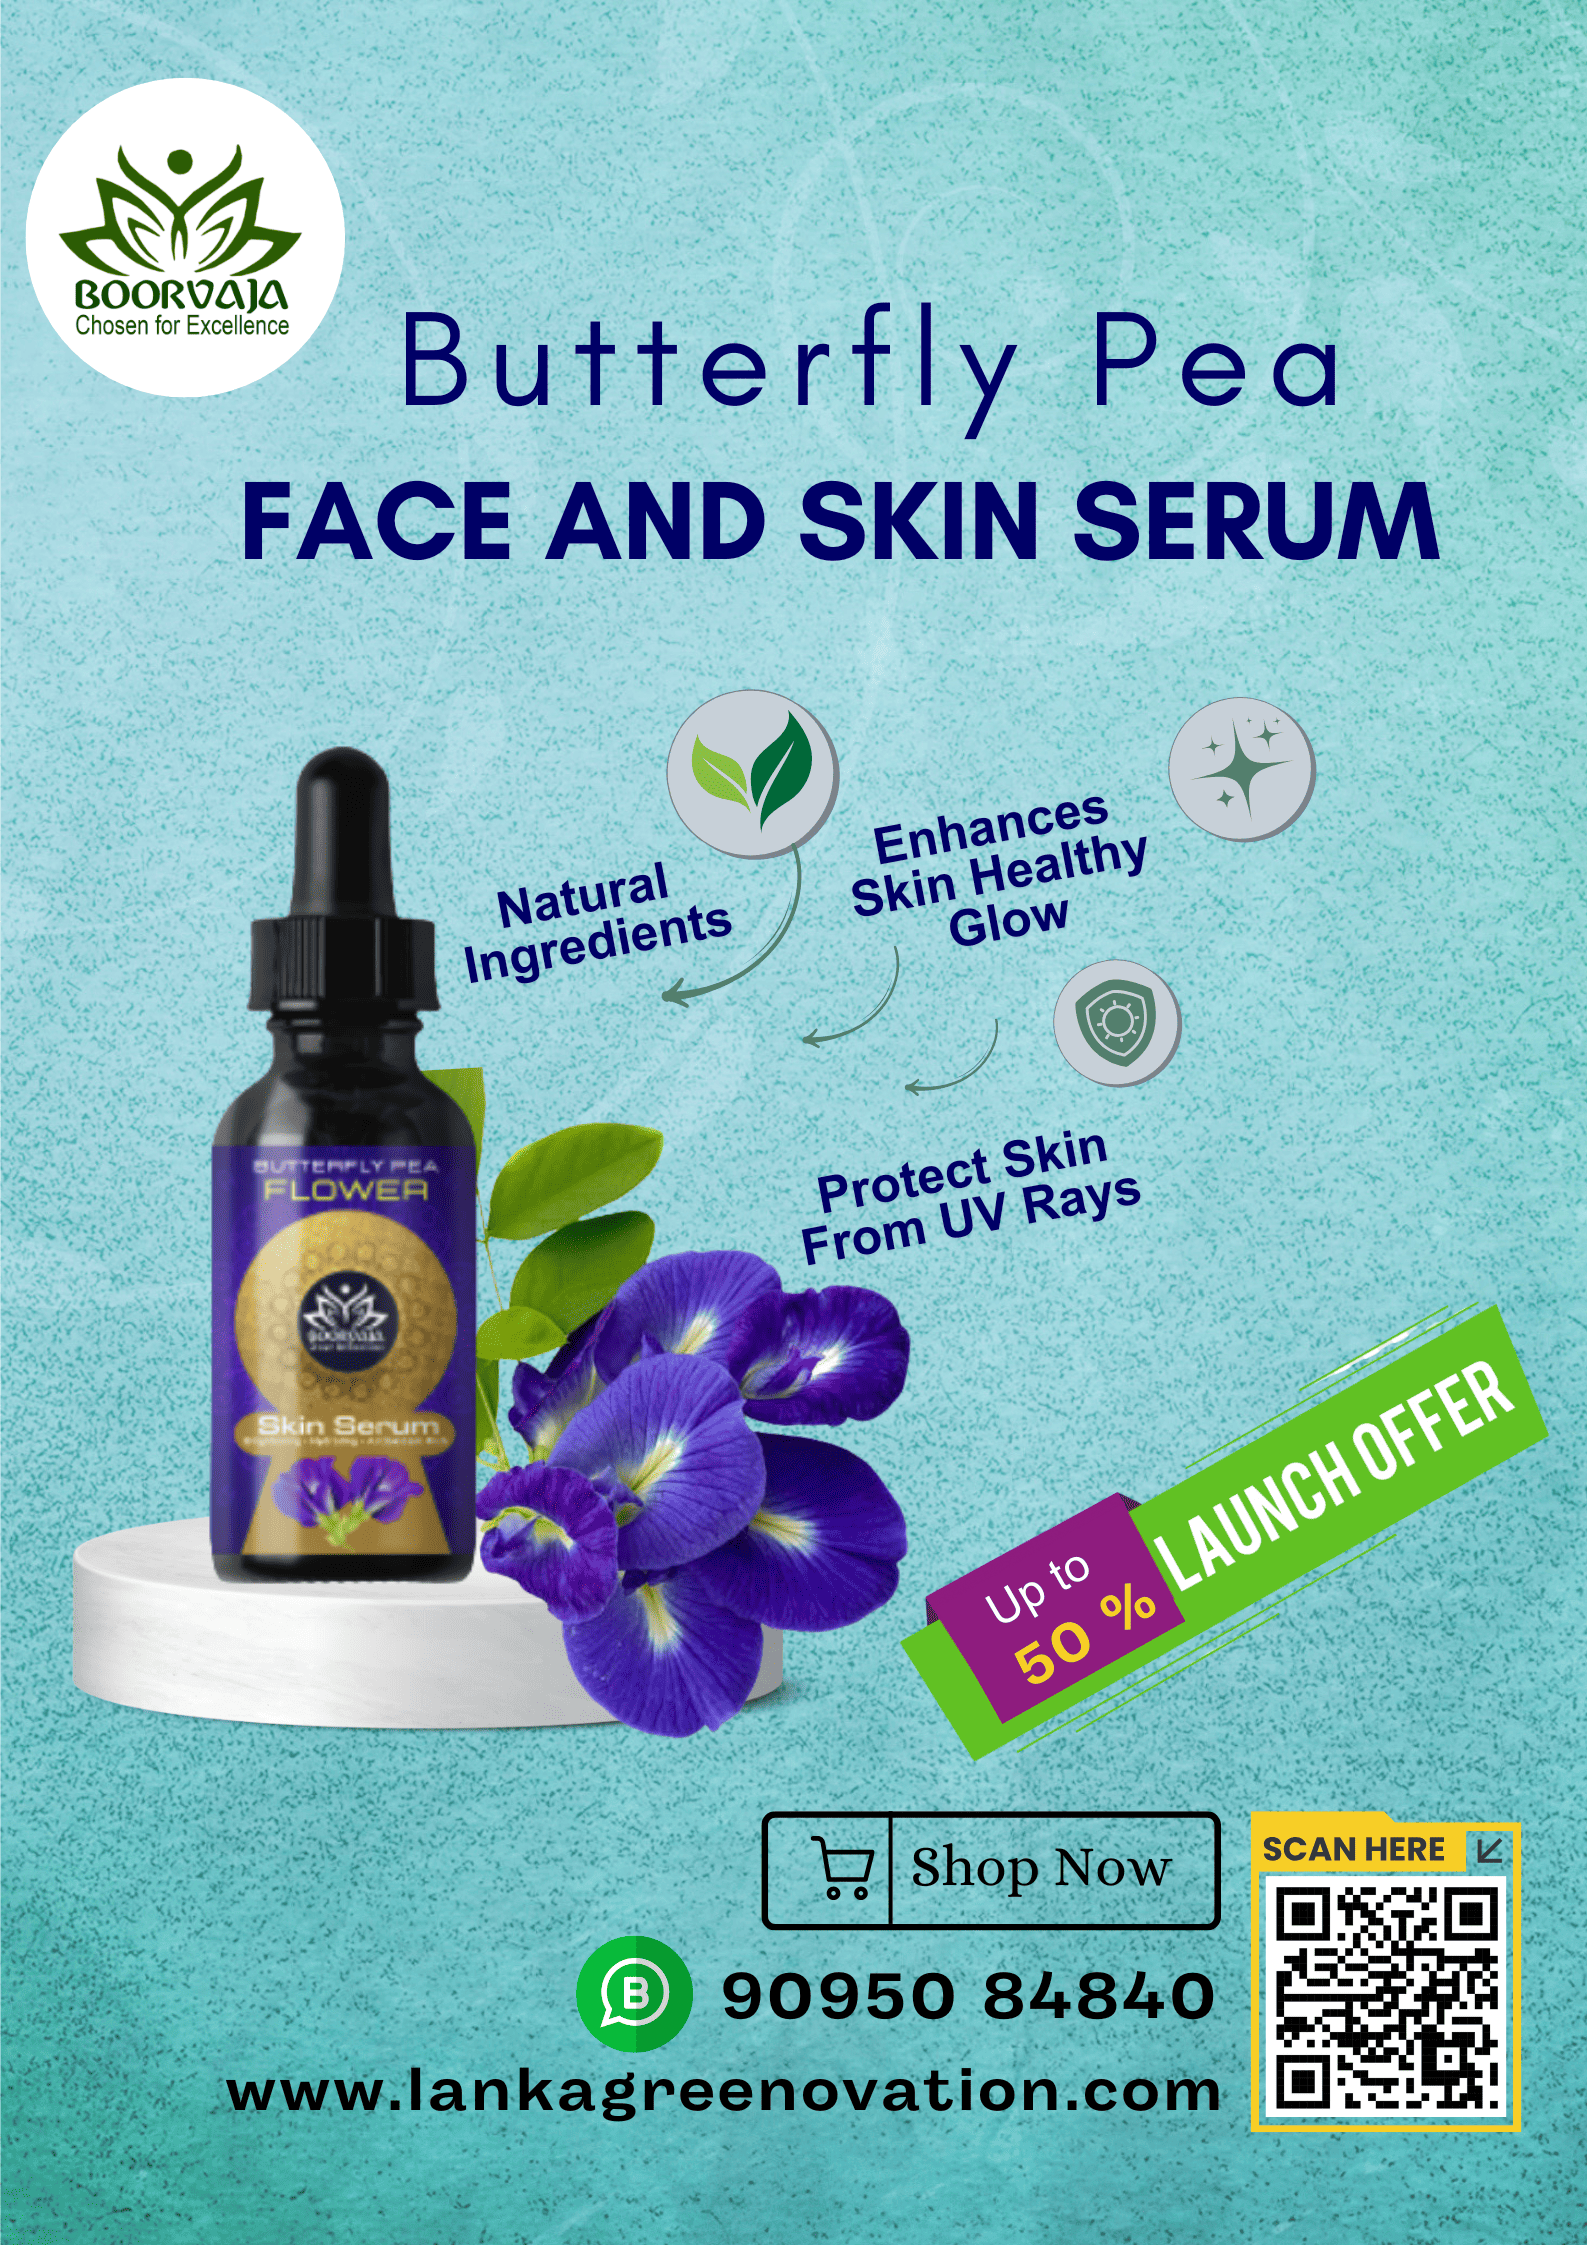 BOORVAJA
Chosen for Excellence
Butterfly Pea
FACE AND SKIN SERUM
Natural
Ingredients
Enhances
Skin Healthy
Glow
Protect Skin
From UV Rays
BUTTERFLY PEA
FLOWER
BOORVAJA
Skin Serum
LAUNCH OFFER
Up to
50 %
Shop Now
SCAN HERE
B
90950 84840
www.lankagreenovation.com